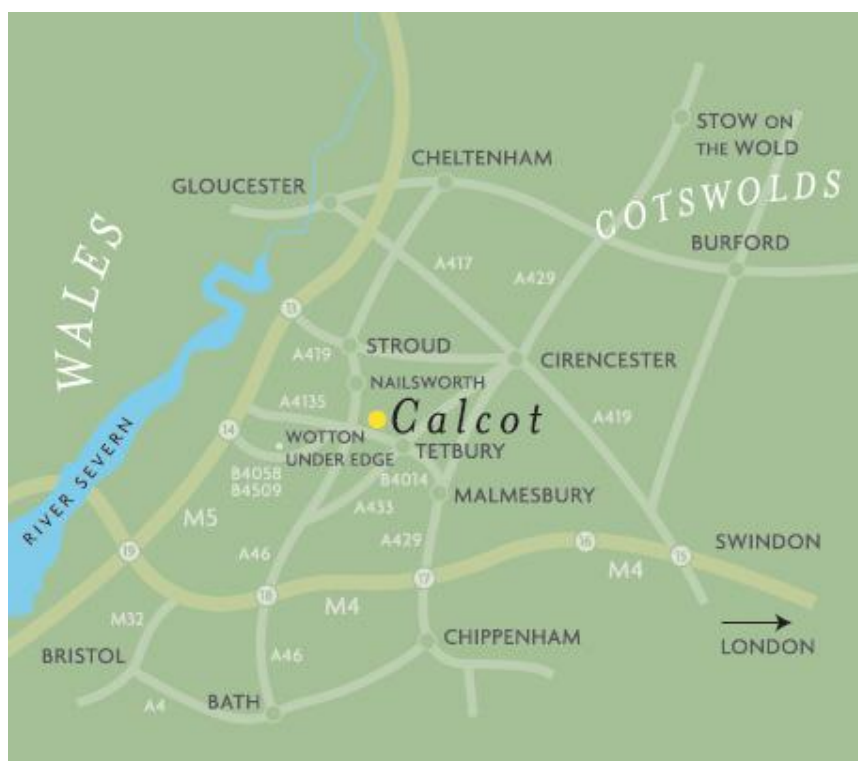 STOW ON
THE WOLD
CHELTENHAM
GLOUCESTER
COTSWOLDS
WALES
BURFORD
A417
A429
13
STROUD
A419
CIRENCESTER
NAILSWORTH
A4135
Calcot
A419
14
WOTTON
UNDER EDGE
TETBURY
B4058
B4509
B4014
MALMESBURY
RIVER SEVERN
M5
A433
A429
A46
19
16
15
SWINDON
M4
17
18
M4
M32
CHIPPENHAM
LONDON
BRISTOL
A46
BATH
A4